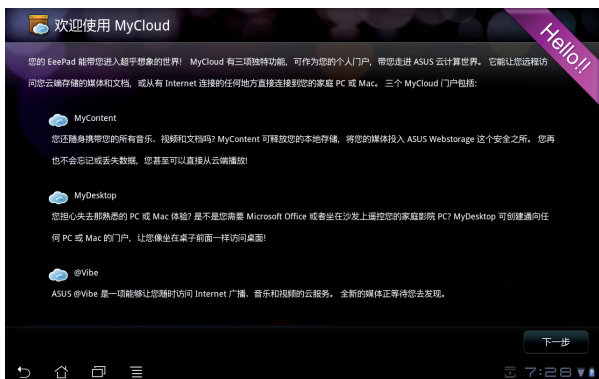 欢迎使用 MyCloud
Hello!!
您的 EeePad 能带您进入超乎想象的世界! MyCloud 有三项独特功能, 可作为您的个人门户, 带您走进 ASUS 云计算世界。 它能让您远程访
问您云端存储的媒体和文档, 或从有 Internet 连接的任何地方直接连接到您的家庭 PC 或 Mac。 三个 MyCloud 门户包括:
MyContent
您还随身携带您的所有音乐、视频和文档吗? MyContent 可释放您的本地存储, 将您的媒体投入 ASUS Webstorage 这个安全之所。 您再
也不会忘记或丢失数据, 您甚至可以直接从云端播放!
MyDesktop
您担心失去那熟悉的 PC 或 Mac 体验? 是不是您需要 Microsoft Office 或者坐在沙发上遥控您的家庭影院 PC? MyDesktop 可创建通向任
何 PC 或 Mac 的门户, 让您像坐在桌子前面一样访问桌面!
@Vibe
ASUS @Vibe 是一项能够让您随时访问 Internet 广播、音乐和视频的云服务。 全新的媒体正等待您去发现。
下一步
7:28